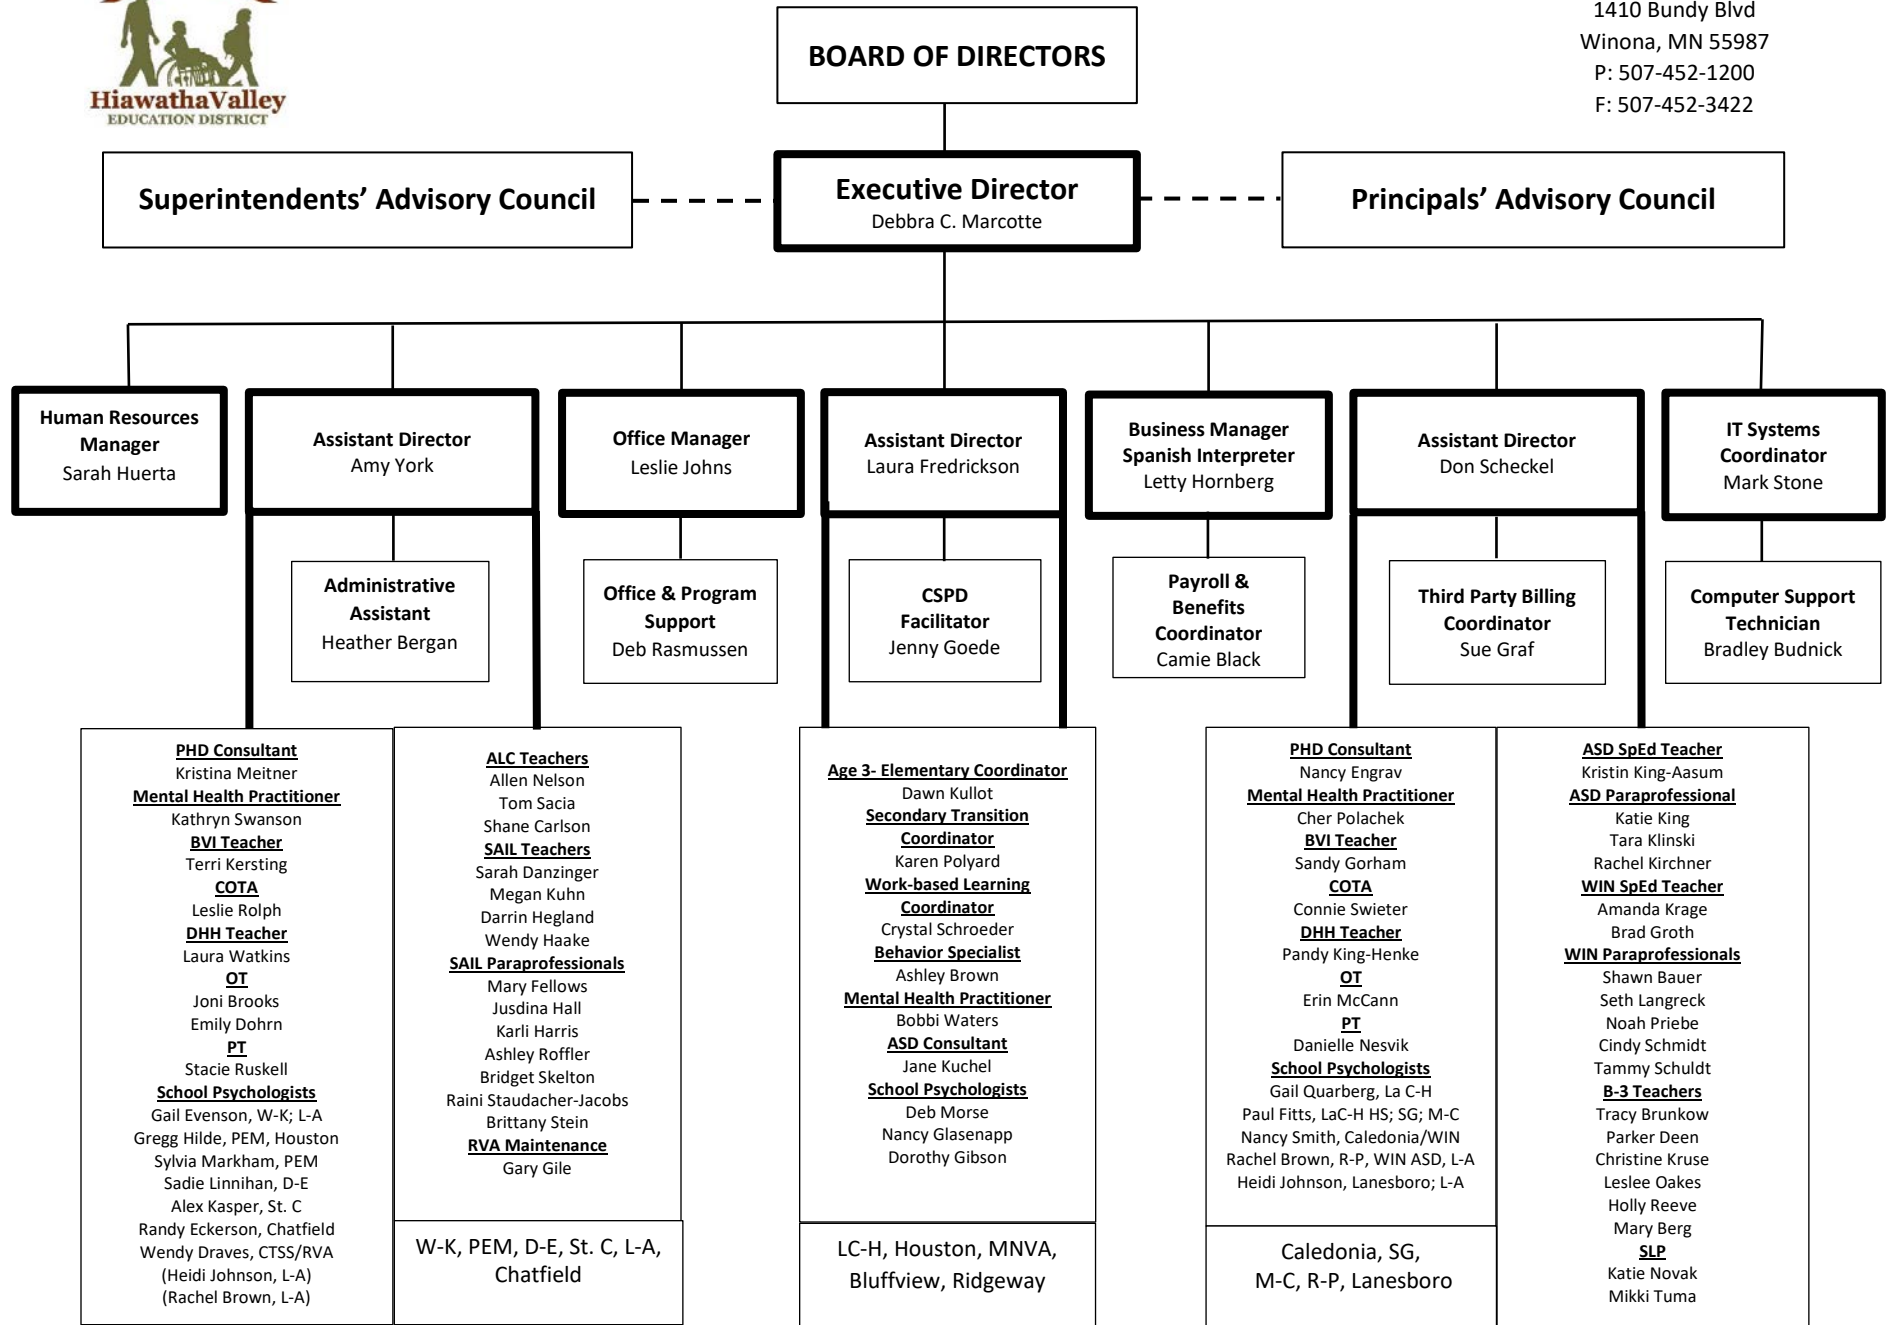 HiawathaValley
EDUCATION DISTRICT
1410 Bundy Blvd
Winona, MN 55987
P: 507-452-1200
F: 507-452-3422
BOARD OF DIRECTORS
Superintendents’ Advisory Council
Executive Director
Debbra C. Marcotte
Principals’ Advisory Council
Human Resources
Manager
Sarah Huerta
Assistant Director
Amy York
Office Manager
Leslie Johns
Assistant Director
Laura Fredrickson
Business Manager
Spanish Interpreter
Letty Hornberg
Assistant Director
Don Scheckel
IT Systems
Coordinator
Mark Stone
Administrative
Assistant
Heather Bergan
Office & Program
Support
Deb Rasmussen
CSPD
Facilitator
Jenny Goede
Payroll &
Benefits
Coordinator
Camie Black
Third Party Billing
Coordinator
Sue Graf
Computer Support
Technician
Bradley Budnick
PHD Consultant
Kristina Meitner
Mental Health Practitioner
Kathryn Swanson
BVI Teacher
Terri Kersting
COTA
Leslie Rolph
DHH Teacher
Laura Watkins
OT
Joni Brooks
Emily Dohrn
PT
Stacie Ruskell
School Psychologists
Gail Evenson, W-K; L-A
Gregg Hilde, PEM, Houston
Sylvia Markham, PEM
Sadie Linnihan, D-E
Alex Kasper, St. C
Randy Eckerson, Chatfield
Wendy Draves, CTSS/RVA
(Heidi Johnson, L-A)
(Rachel Brown, L-A)
ALC Teachers
Allen Nelson
Tom Sacia
Shane Carlson
SAIL Teachers
Sarah Danzinger
Megan Kuhn
Darrin Hegland
Wendy Haake
SAIL Paraprofessionals
Mary Fellows
Jusdina Hall
Karli Harris
Ashley Roffler
Bridget Skelton
Raini Staudacher-Jacobs
Brittany Stein
RVA Maintenance
Gary Gile
W-K, PEM, D-E, St. C, L-A,
Chatfield
Age 3- Elementary Coordinator
Dawn Kullot
Secondary Transition
Coordinator
Karen Polyard
Work-based Learning
Coordinator
Crystal Schroeder
Behavior Specialist
Ashley Brown
Mental Health Practitioner
Bobbi Waters
ASD Consultant
Jane Kuchel
School Psychologists
Deb Morse
Nancy Glasenapp
Dorothy Gibson
LC-H, Houston, MNVA,
Bluffview, Ridgeway
PHD Consultant
Nancy Engrav
Mental Health Practitioner
Cher Polachek
BVI Teacher
Sandy Gorham
COTA
Connie Swieter
DHH Teacher
Pandy King-Henke
OT
Erin McCann
PT
Danielle Nesvik
School Psychologists
Gail Quarberg, La C-H
Paul Fitts, LaC-H HS; SG; M-C
Nancy Smith, Caledonia/WIN
Rachel Brown, R-P, WIN ASD, L-A
Heidi Johnson, Lanesboro; L-A
Caledonia, SG,
M-C, R-P, Lanesboro
ASD SpEd Teacher
Kristin King-Aasum
ASD Paraprofessional
Katie King
Tara Klinski
Rachel Kirchner
WIN SpEd Teacher
Amanda Krage
Brad Groth
WIN Paraprofessionals
Shawn Bauer
Seth Langreck
Noah Priebe
Cindy Schmidt
Tammy Schuldt
B-3 Teachers
Tracy Brunkow
Parker Deen
Christine Kruse
Leslee Oakes
Holly Reeve
Mary Berg
SLP
Katie Novak
Mikki Tuma